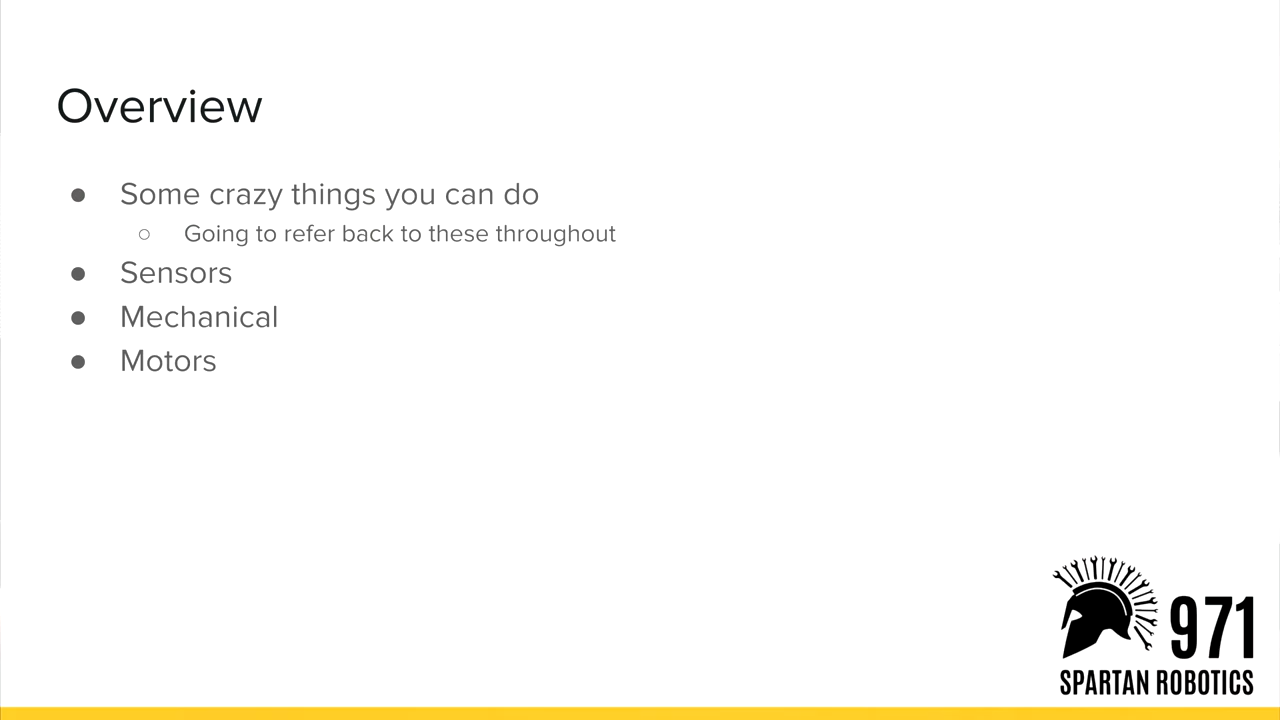 Overview
● Some crazy things you can do
○ Going to refer back to these throughout
● Sensors
● Mechanical
● Motors
971
SPARTAN ROBOTICS